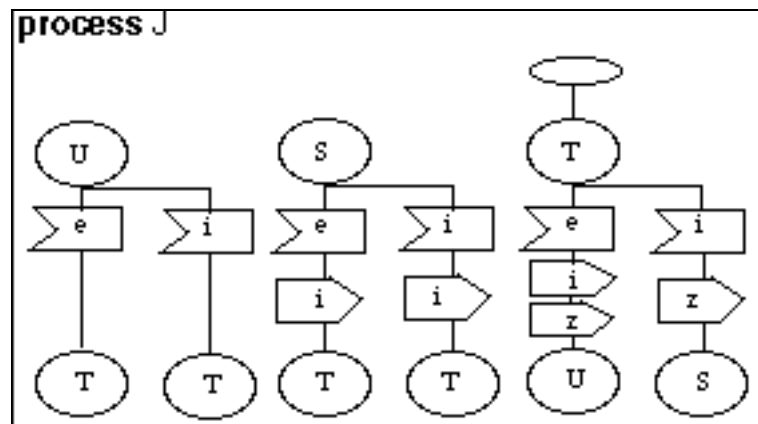 process J
U S T
e i e i e i
i i i z
z
T T T T U S